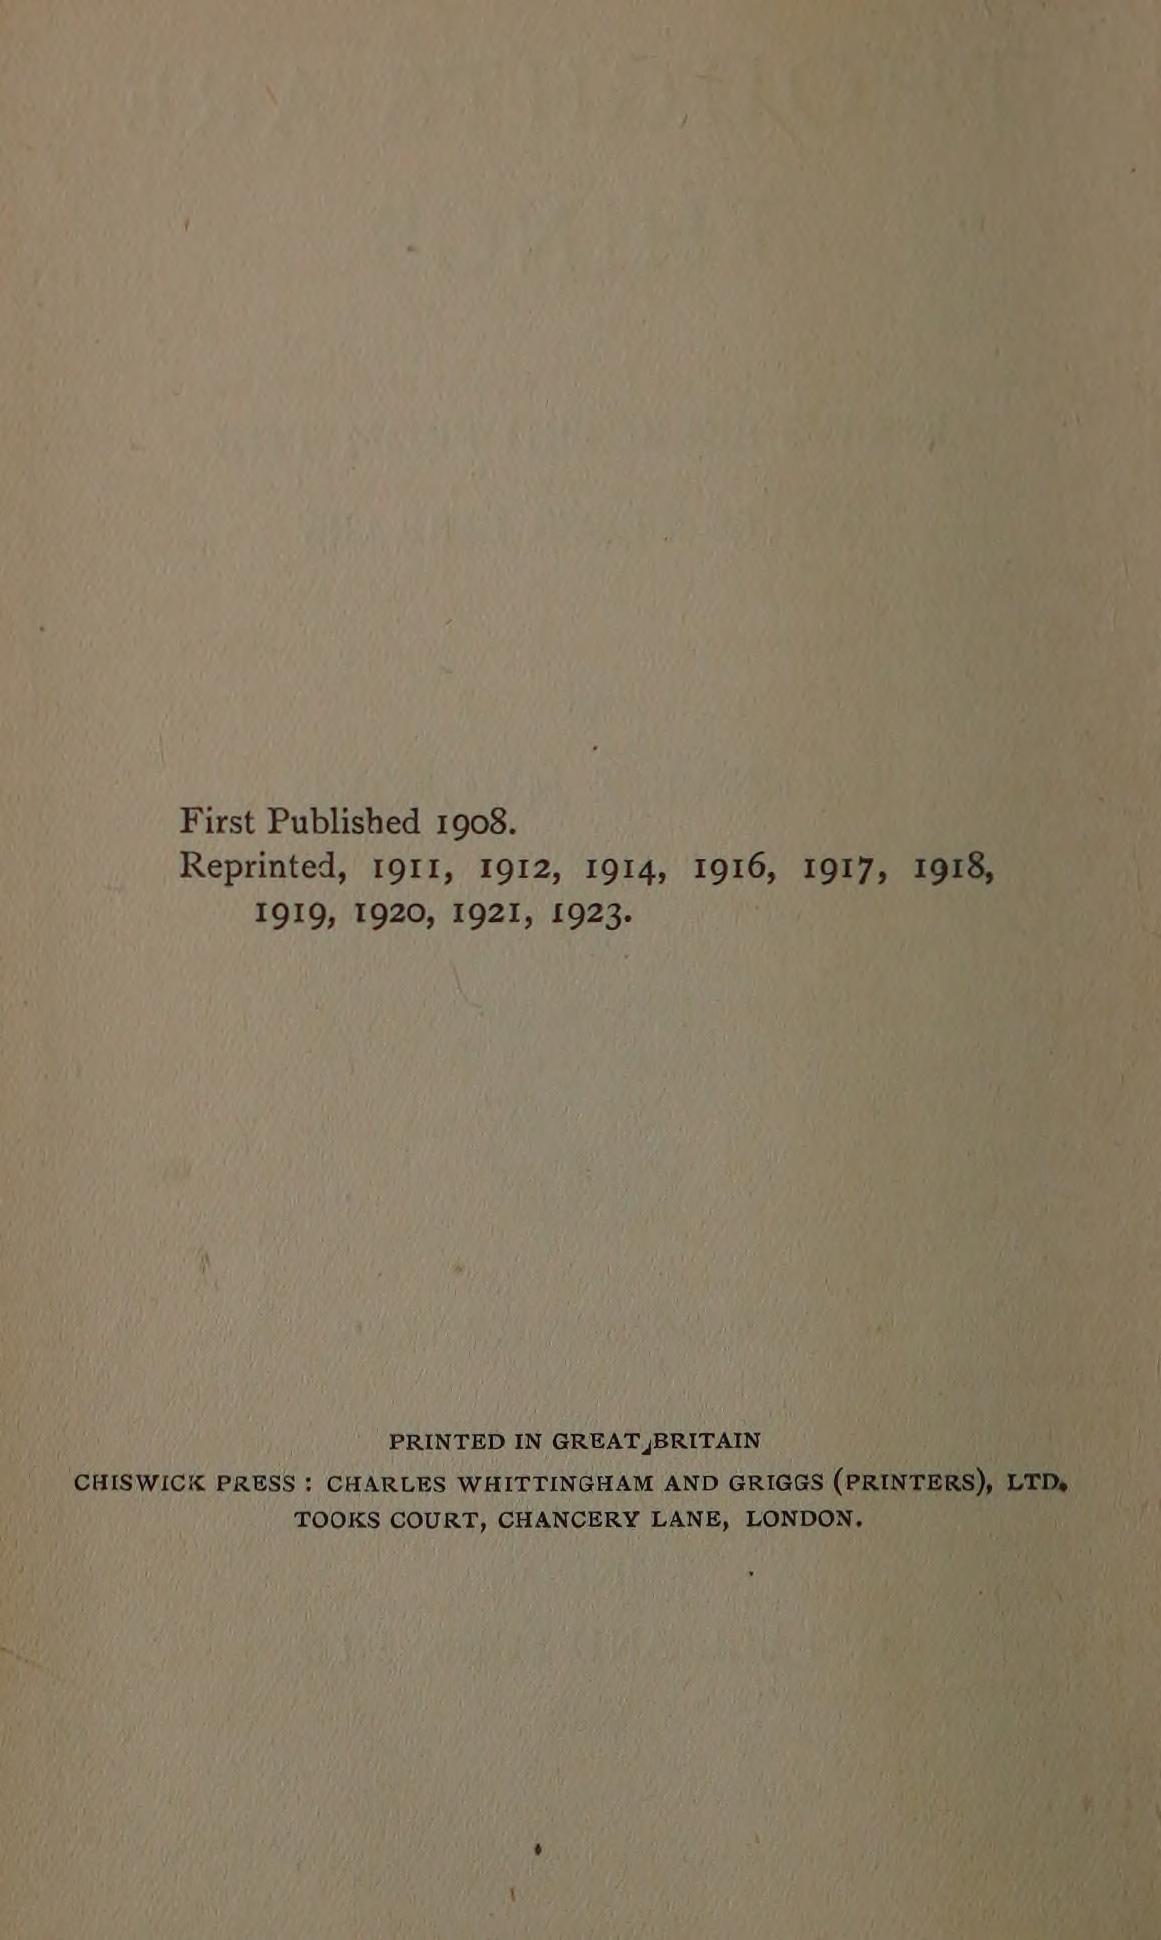 First Published 1908.
Reprinted, 1911, 1912, 1914, 1916, 1917, 1918,
1919, 1920, 1921, 1923.
PRINTED IN GREAT BRITAIN
CHISWICK PRESS : CHARLES WHITTINGHAM AND GRIGGS (PRINTERS), LTD.
TOOKS COURT, CHANCERY LANE, LONDON.